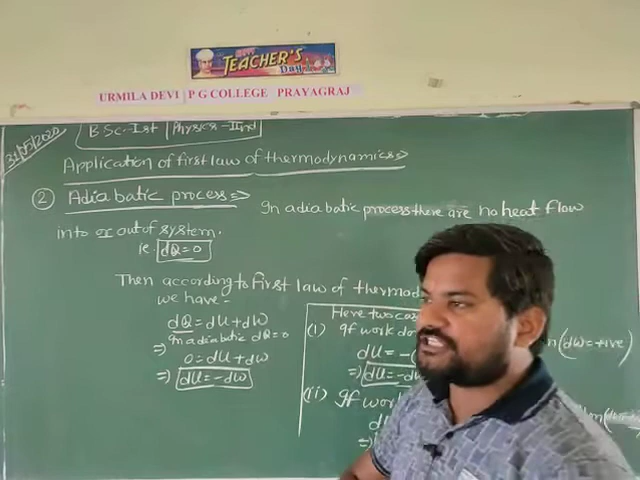 HAPPY TEACHER'S Day
URMILA DEVI P G COLLEGE PRAYAGRAJ
BSc-Ist | Physics-IInd
Application of first law of thermodynamics⇒
② Adiabatic process⇒
In adiabatic process there are no heat flow
into or out of system.
ie. dQ=0
Then according to First law of thermod
we have:-
dQ=dU+dW
In adiabatic dQ=0
⇒ 0=dU+dW
⇒ dU=-dW
Here two cas
(i) If work do
(dW=+ive)
dU=-(
⇒ dU=-dW
(ii) If work